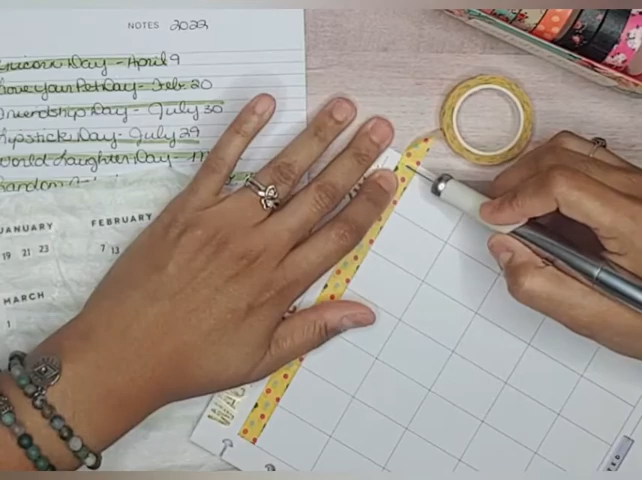 NOTES 2022
Unicorn Day - April 9
Love your Pet Day - Feb. 20
Friendship Day - July 30
Lipstick Day - July 29
World Laughter Day -
Random
JANUARY
19 21 23
FEBRUARY
7 13
MARCH
1